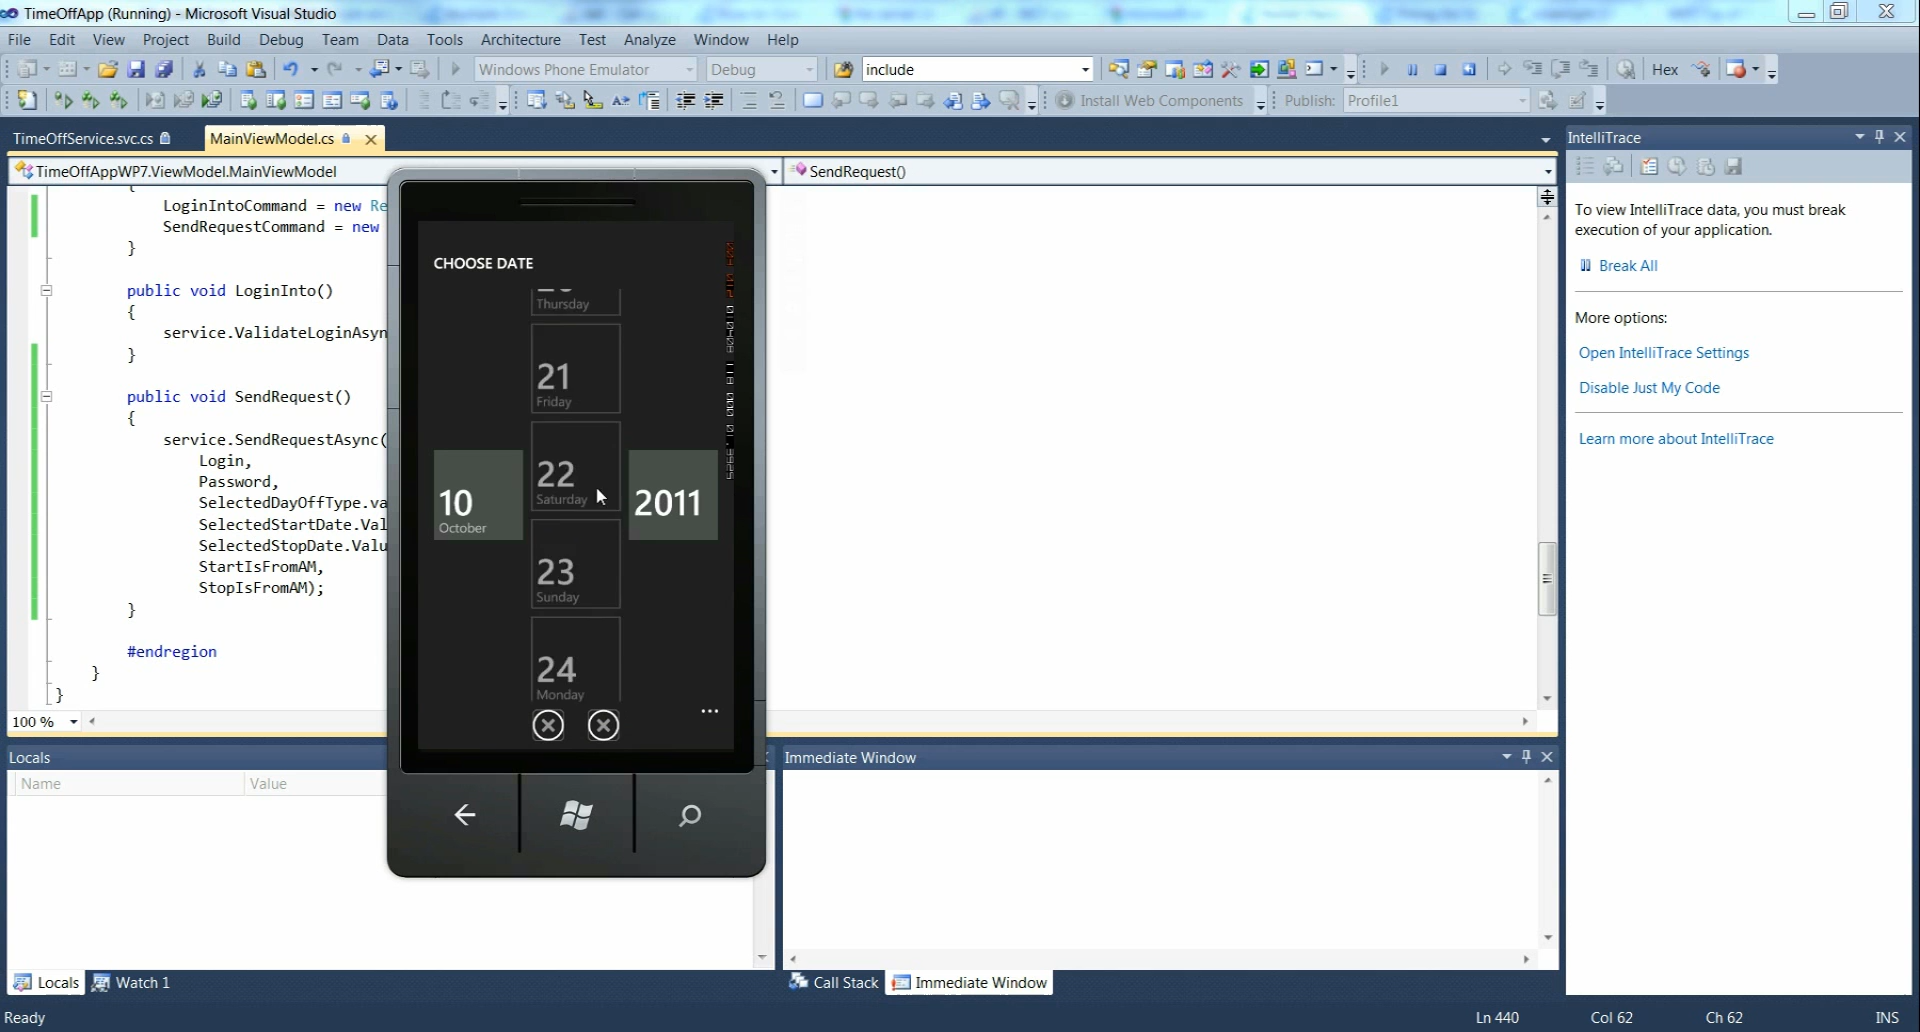 TimeOffApp (Running) - Microsoft Visual Studio
File Edit View Project Build Debug Team Data Tools Architecture Test Analyze Window Help
Windows Phone Emulator Debug include Hex
Install Web Components Publish: Profile1
TimeOffService.svc.cs MainViewModel.cs
TimeOffAppWP7.ViewModel.MainViewModel SendRequest()
{
LoginIntoCommand = new Re
SendRequestCommand = new
}
public void LoginInto()
{
service.ValidateLoginAsyn
}
public void SendRequest()
{
service.SendRequestAsync(
Login,
Password,
SelectedDayOffType.va
SelectedStartDate.Val
SelectedStopDate.Valu
StartIsFromAM,
StopIsFromAM);
}
#endregion
}
}
100 %
CHOOSE DATE
Thursday
21
Friday
22
Saturday
10
October
2011
23
Sunday
24
Monday
...
IntelliTrace
To view IntelliTrace data, you must break
execution of your application.
Break All
More options:
Open IntelliTrace Settings
Disable Just My Code
Learn more about IntelliTrace
Locals
Name Value
Immediate Window
Locals Watch 1
Call Stack Immediate Window
Ready Ln 440 Col 62 Ch 62 INS